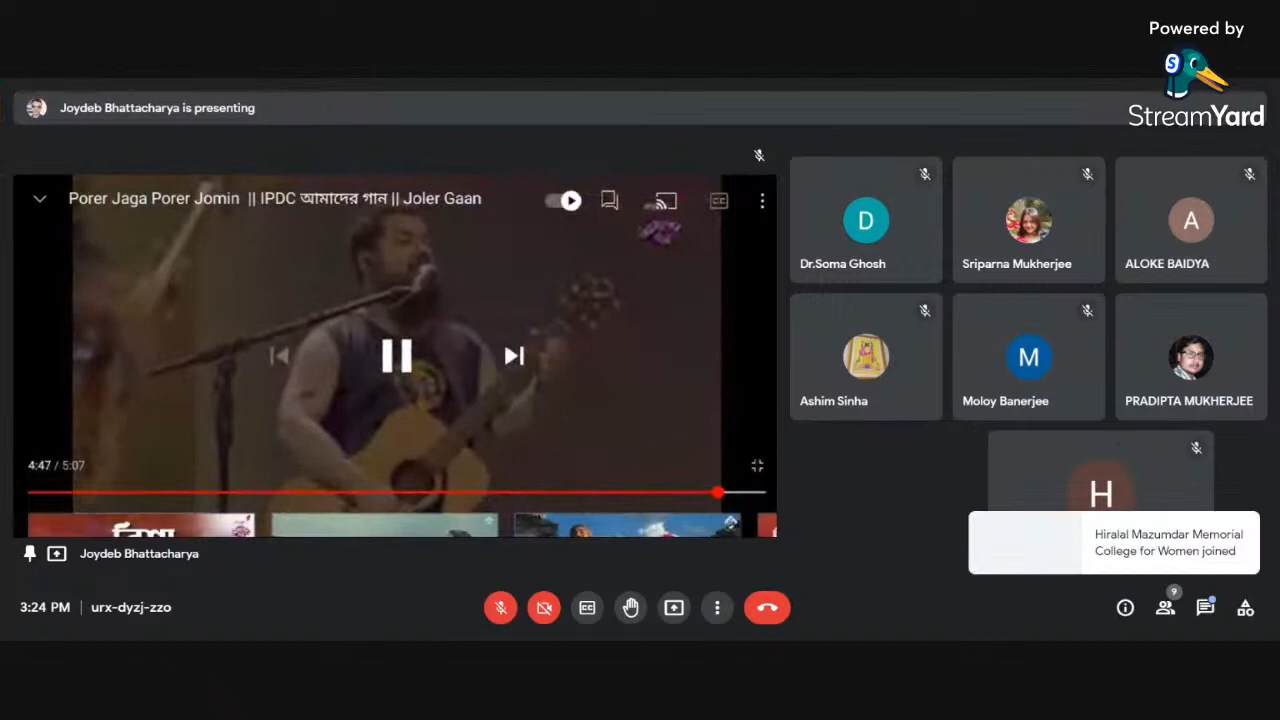 Powered by
StreamYard
Joydeb Bhattacharya is presenting
Porer Jaga Porer Jomin || IPDC আমাদের গান || Joler Gaan
CC
4:47 / 5:07
Joydeb Bhattacharya
D
Dr.Soma Ghosh
Sriparna Mukherjee
A
ALOKE BAIDYA
Ashim Sinha
M
Moloy Banerjee
PRADIPTA MUKHERJEE
H
Hiralal Mazumdar Memorial
College for Women joined
3:24 PM | urx-dyzj-zzo
CC
9